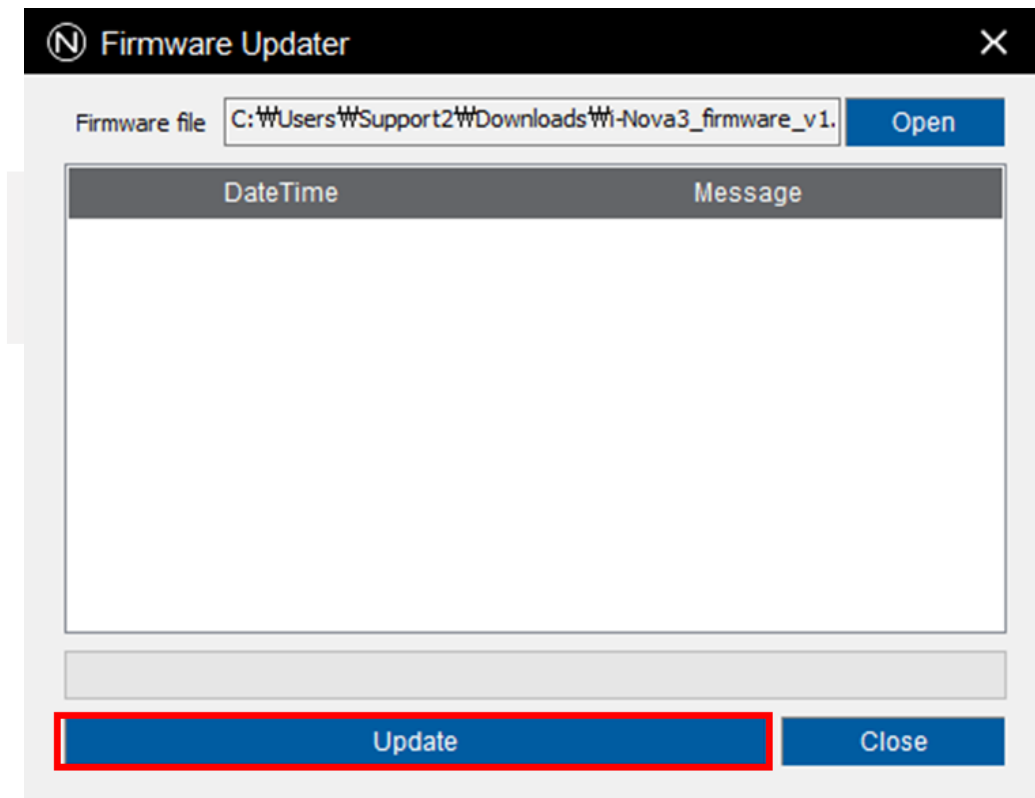 N Firmware Updater
Firmware file C:₩Users₩Support2₩Downloads₩i-Nova3_firmware_v1. Open
DateTime Message
Update Close